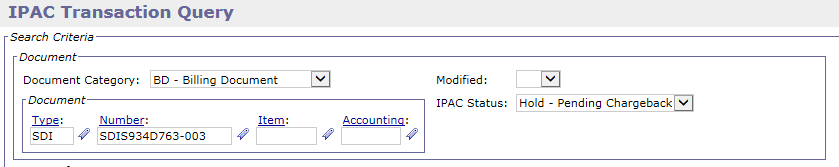 IPAC Transaction Query
Search Criteria
Document
Document Category: BD - Billing Document Modified:
Document IPAC Status: Hold - Pending Chargeback
Type: Number: Item: Accounting:
SDI SDIS934D763-003